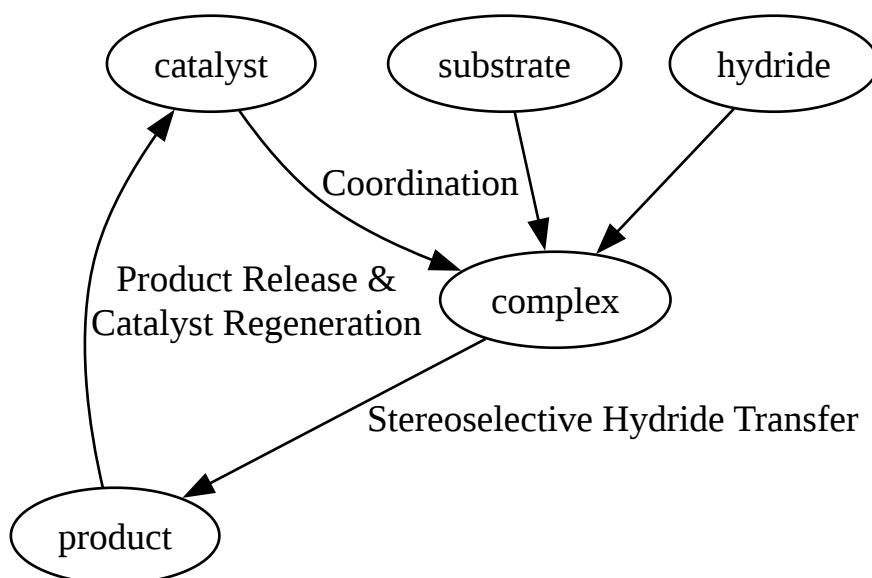 catalyst
substrate
hydride
Coordination
Product Release &
Catalyst Regeneration
complex
Stereoselective Hydride Transfer
product